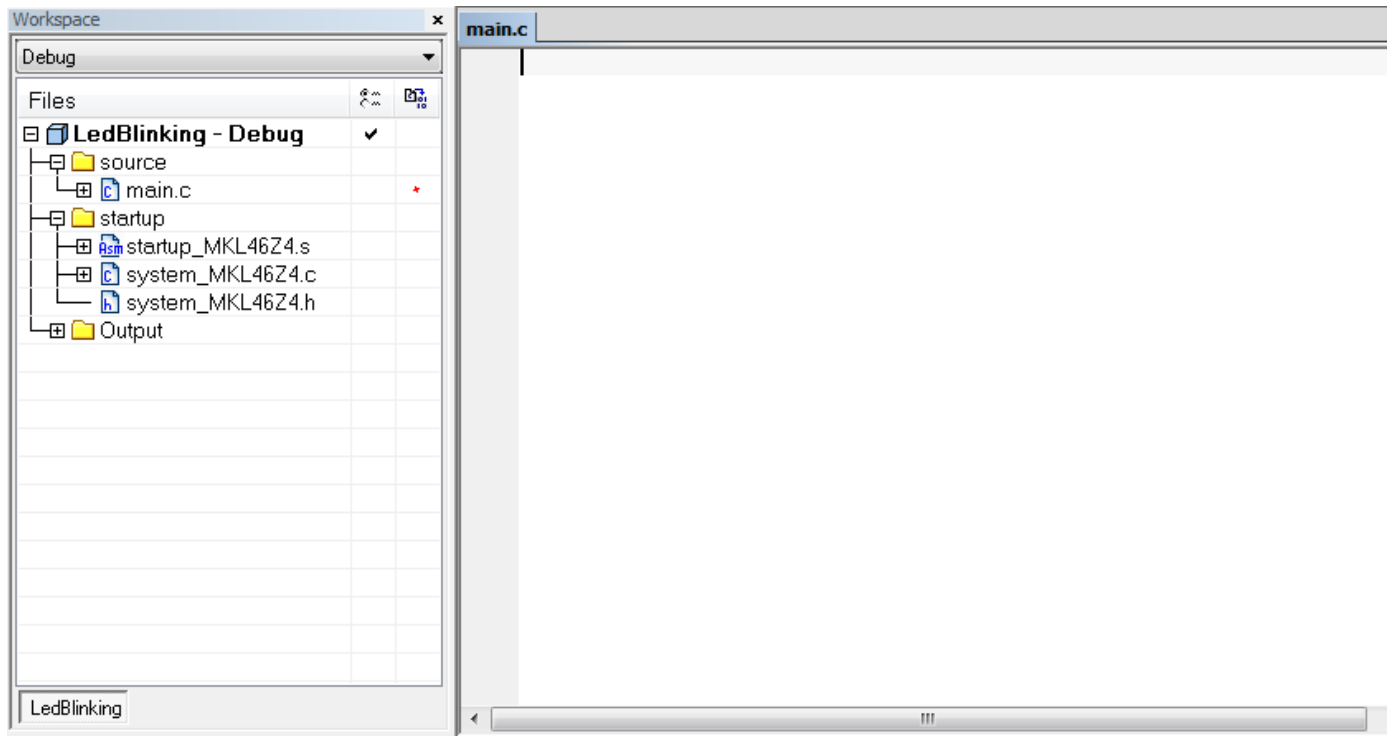 Workspace
main.c
Debug
Files
LedBlinking - Debug
source
main.c
startup
startup_MKL46Z4.s
system_MKL46Z4.c
system_MKL46Z4.h
Output
LedBlinking